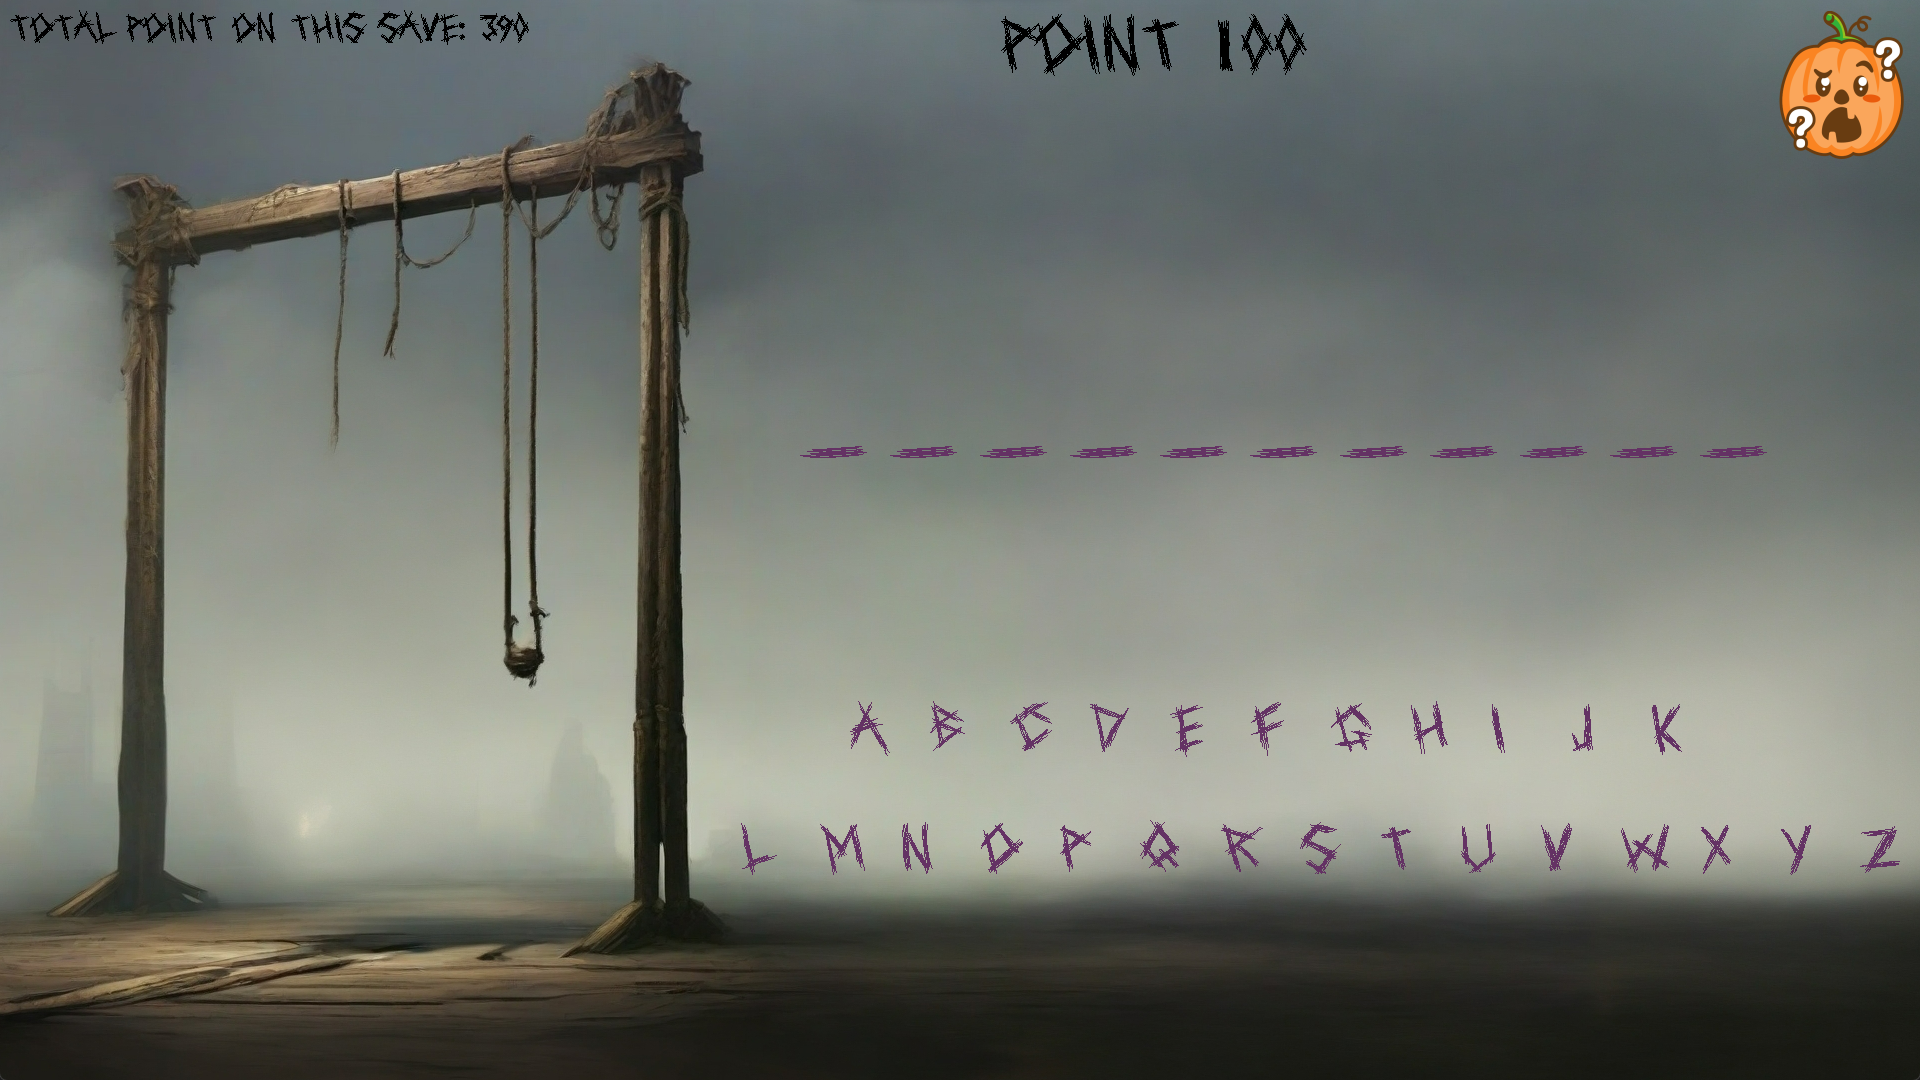 TOTAL POINT ON THIS SAVE: 390
POINT 100
? ?
_ _ _ _ _ _ _ _ _ _ _
A B C D E F G H I J K
L M N O P Q R S T U V W X Y Z